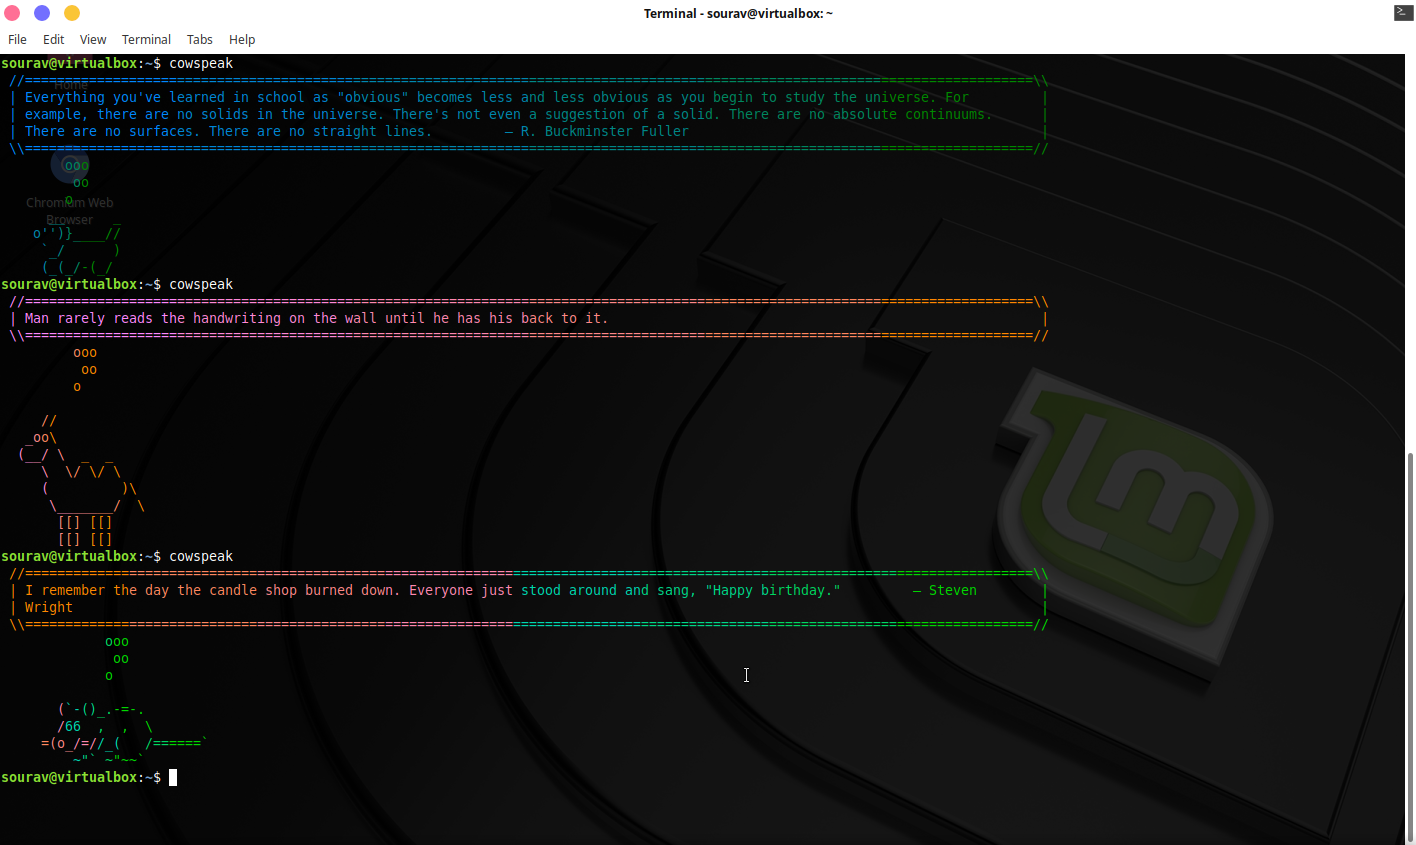 Terminal - sourav@virtualbox: ~
File Edit View Terminal Tabs Help
sourav@virtualbox:~$ cowspeak
Home
//==============================================================================================================================\\
| Everything you've learned in school as "obvious" becomes less and less obvious as you begin to study the universe. For         |
| example, there are no solids in the universe. There's not even a suggestion of a solid. There are no absolute continuums.      |
| There are no surfaces. There are no straight lines.         — R. Buckminster Fuller                                            |
\\==============================================================================================================================//
       ooo
        oo
       o
Chromium Web
Browser
    __      _
   o'')}____//
    `_/      )
    (_(_/-(_/
sourav@virtualbox:~$ cowspeak
//==============================================================================================================================\\
| Man rarely reads the handwriting on the wall until he has his back to it.                                                      |
\\==============================================================================================================================//
        ooo
         oo
        o
     //
   _oo\
  (__/ \  _  _
     \  \/ \/ \
     (         )\
      \_______/  \
       [[] [[]
       [[] [[]
sourav@virtualbox:~$ cowspeak
//==============================================================================================================================\\
| I remember the day the candle shop burned down. Everyone just stood around and sang, "Happy birthday."         — Steven        |
| Wright                                                                                                                         |
\\==============================================================================================================================//
            ooo
             oo
            o
       (`-()_.-=-.
       /66  ,  ,  \
     =(o_/=//_(   /======`
         ~"` ~"~~`
sourav@virtualbox:~$